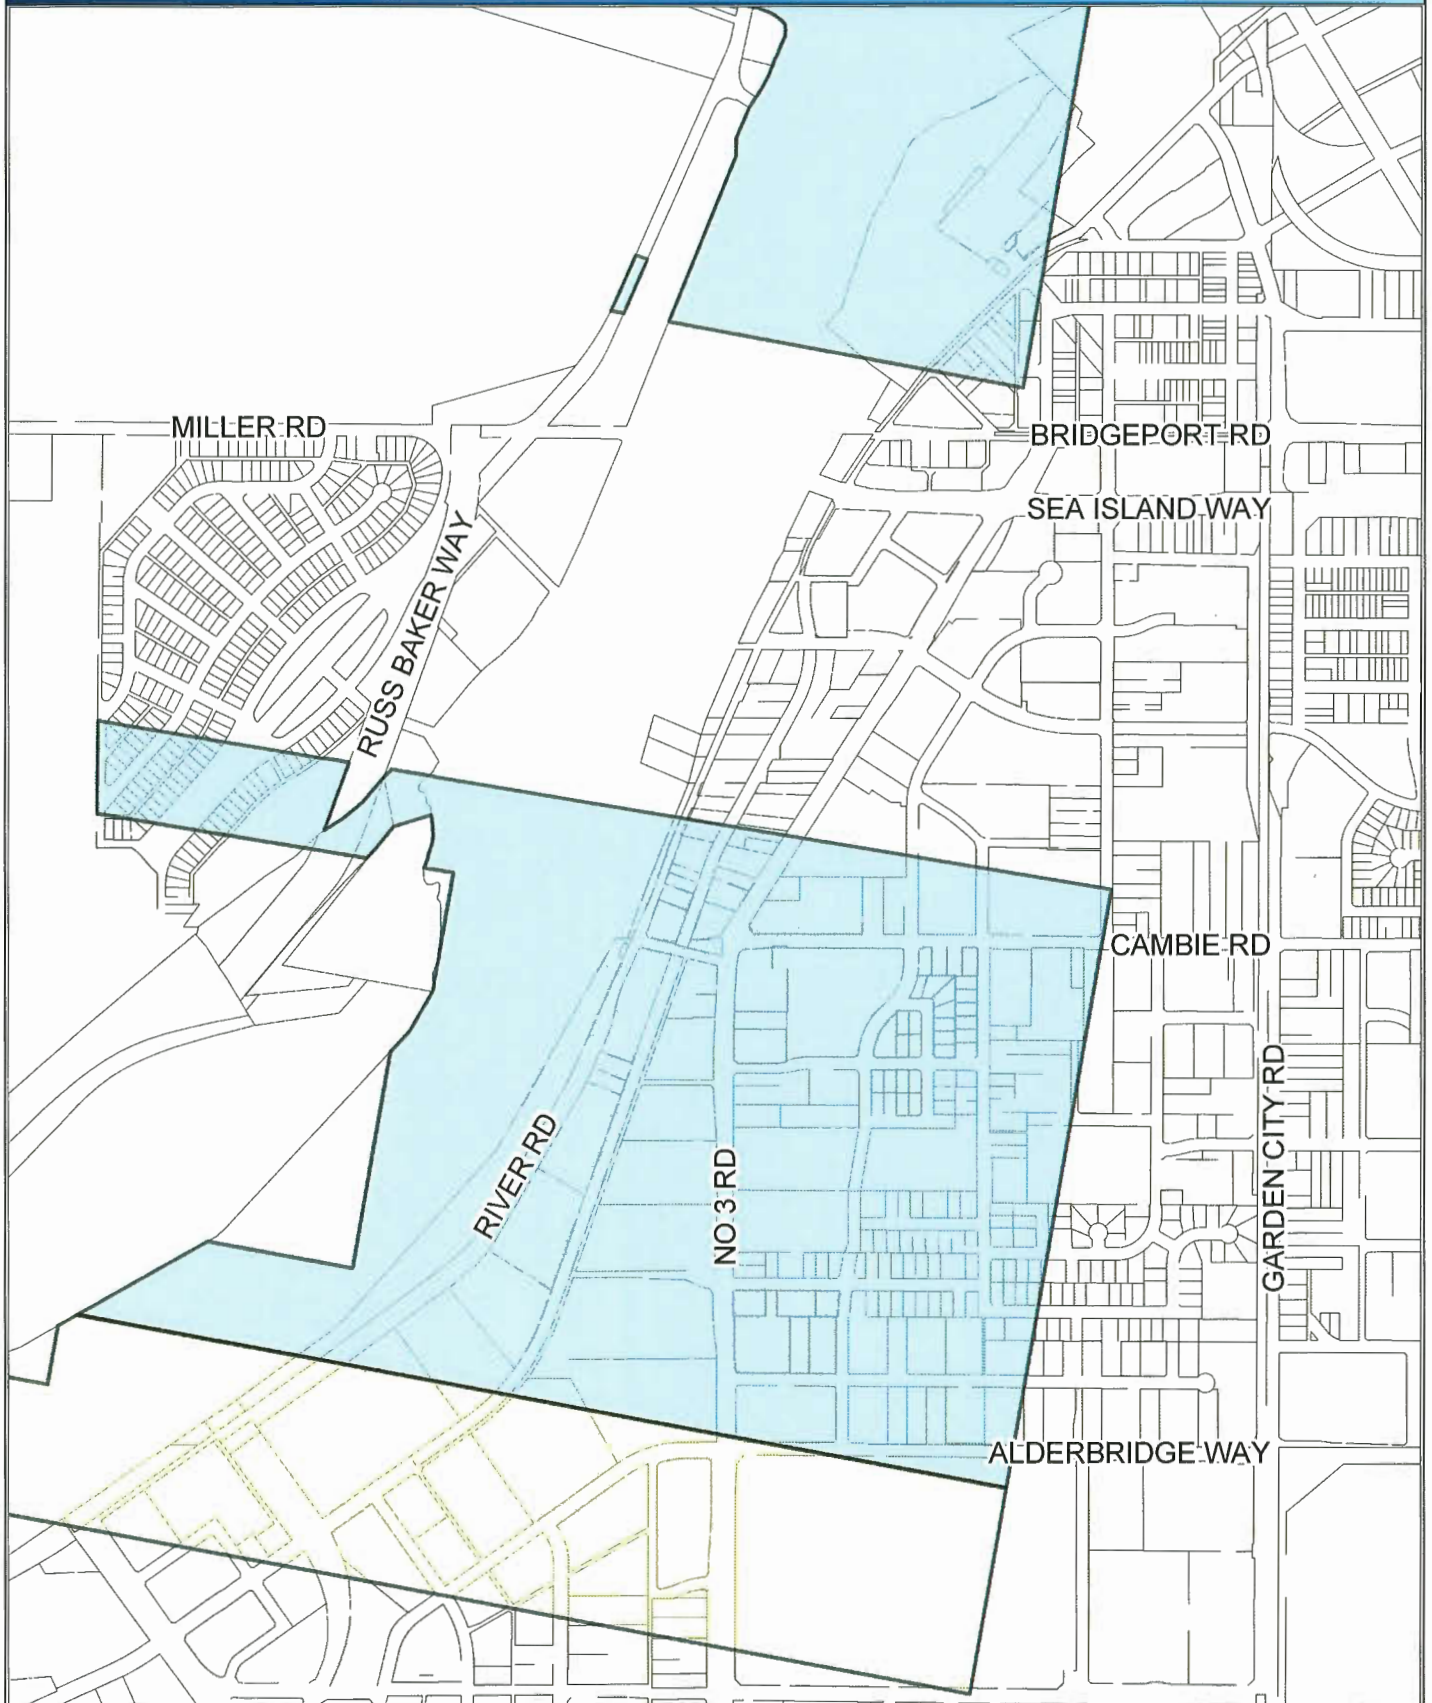 MILLER RD
BRIDGEPORT RD
SEA ISLAND WAY
RUSS BAKER WAY
CAMBIE RD
GARDEN CITY RD
RIVER RD
NO 3 RD
ALDERBRIDGE WAY